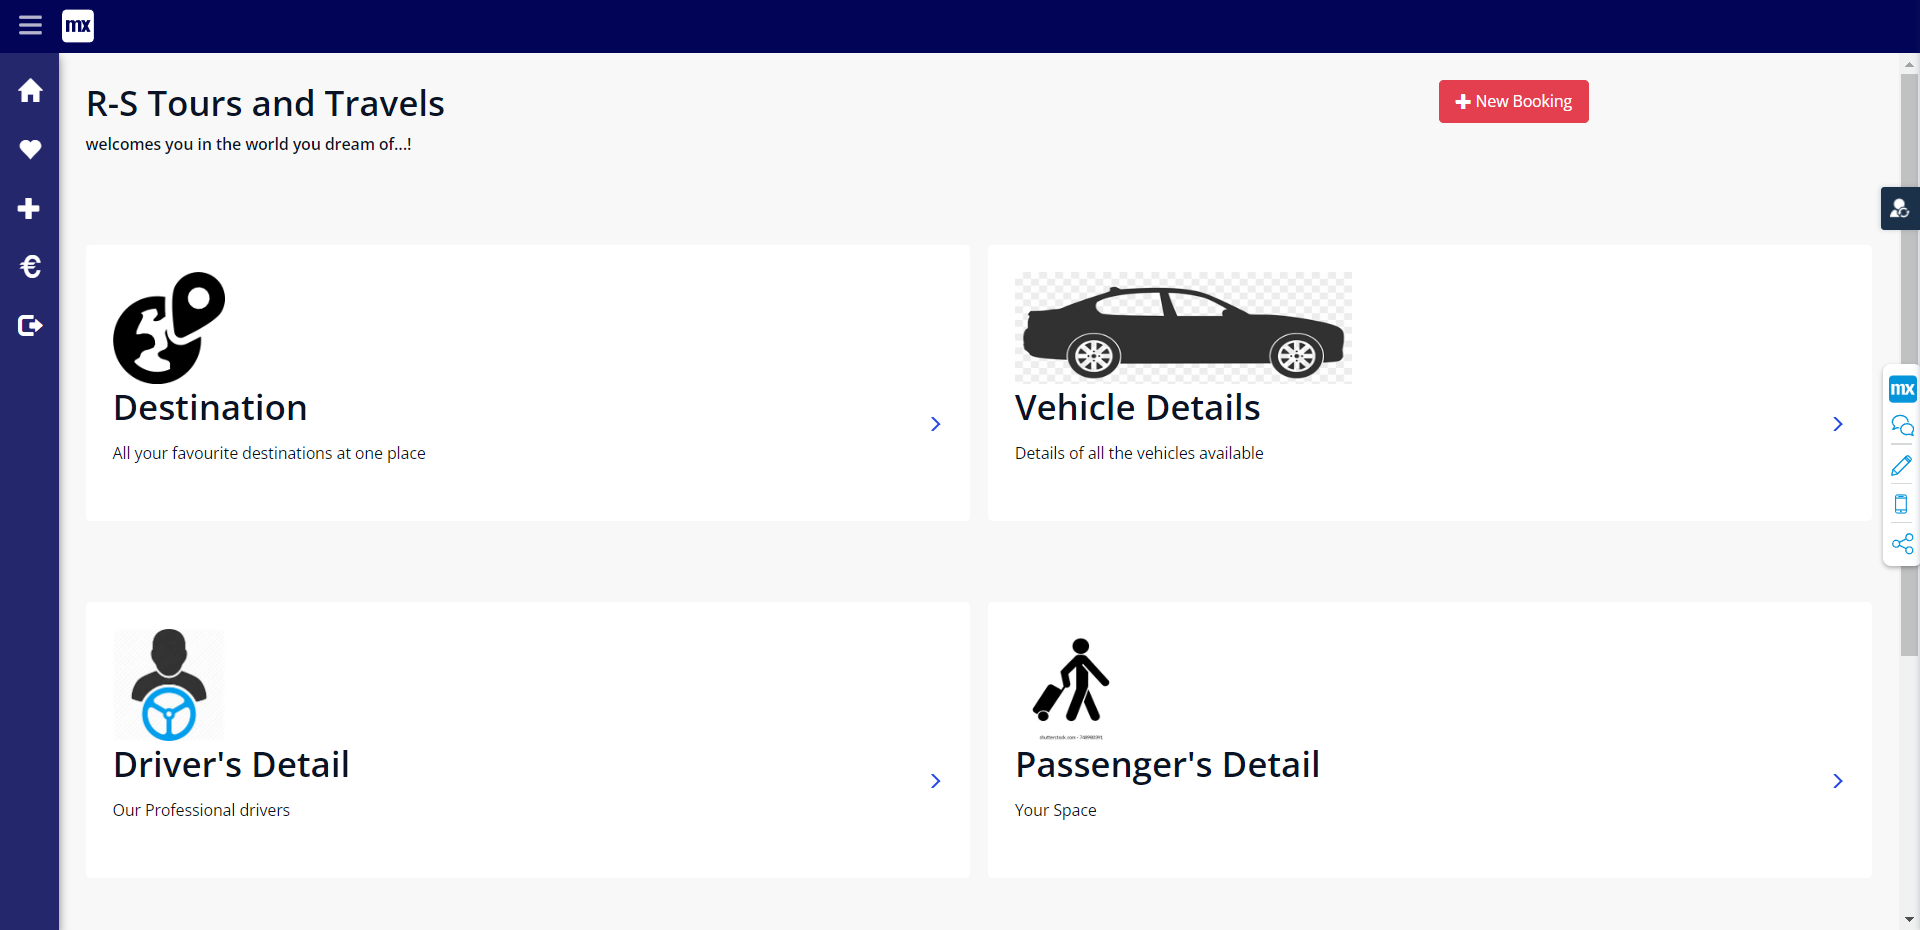 mx
R-S Tours and Travels
New Booking
welcomes you in the world you dream of...!
Destination
All your favourite destinations at one place
Vehicle Details
Details of all the vehicles available
mx
shutterstock.com
Driver's Detail
Our Professional drivers
Passenger's Detail
Your Space